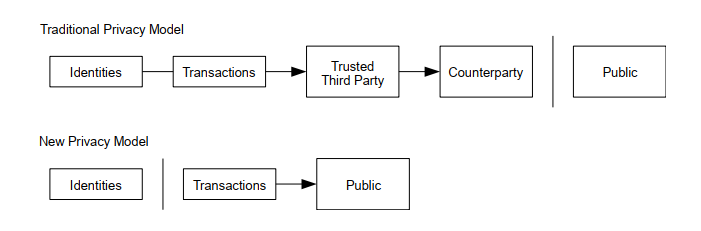 Traditional Privacy Model
Identities
Transactions
Trusted
Third Party
Counterparty
Public
New Privacy Model
Identities
Transactions
Public